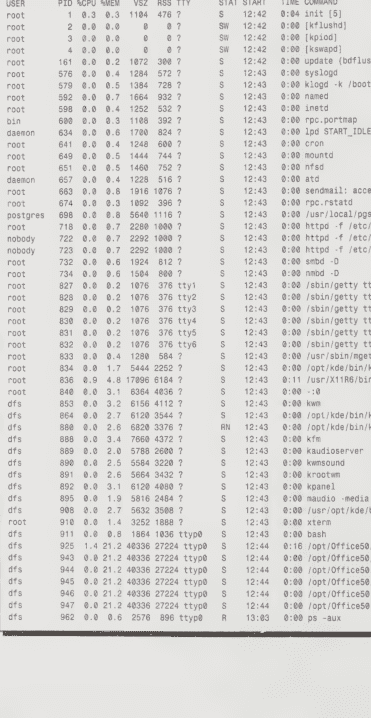 USER PID %CPU %MEM VSZ RSS TTY STAT START TIME COMMAND
root 1 0.3 0.3 1104 476 ? S 12:42 0:04 init [5]
root 2 0.0 0.0 0 0 ? SW 12:42 0:00 [kflushd]
root 3 0.0 0.0 0 0 ? SW 12:42 0:00 [kpiod]
root 4 0.0 0.0 0 0 ? SW 12:42 0:00 [kswapd]
root 161 0.0 0.2 1072 300 ? S 12:42 0:00 update (bdflus
root 576 0.0 0.4 1284 572 ? S 12:43 0:00 syslogd
root 579 0.0 0.5 1384 728 ? S 12:43 0:00 klogd -k /boot
root 592 0.0 0.7 1664 932 ? S 12:43 0:00 named
root 598 0.0 0.4 1252 532 ? S 12:43 0:00 inetd
bin 600 0.0 0.3 1108 392 ? S 12:43 0:00 rpc.portmap
daemon 634 0.0 0.6 1700 824 ? S 12:43 0:00 lpd START_IDLE
root 641 0.0 0.4 1248 600 ? S 12:43 0:00 cron
root 649 0.0 0.5 1444 744 ? S 12:43 0:00 mountd
root 651 0.0 0.5 1460 752 ? S 12:43 0:00 nfsd
daemon 657 0.0 0.4 1228 516 ? S 12:43 0:00 atd
root 663 0.0 0.8 1916 1076 ? S 12:43 0:00 sendmail: acce
root 674 0.0 0.3 1092 396 ? S 12:43 0:00 rpc.rstatd
postgres 698 0.0 0.8 5640 1116 ? S 12:43 0:00 /usr/local/pgs
root 718 0.0 0.7 2280 1000 ? S 12:43 0:00 httpd -f /etc/
nobody 722 0.0 0.7 2292 1000 ? S 12:43 0:00 httpd -f /etc/
nobody 723 0.0 0.7 2292 1000 ? S 12:43 0:00 httpd -f /etc/
root 732 0.0 0.6 1924 812 ? S 12:43 0:00 smbd -D
root 734 0.0 0.6 1504 800 ? S 12:43 0:00 nmbd -D
root 827 0.0 0.2 1076 376 tty1 S 12:43 0:00 /sbin/getty tt
root 828 0.0 0.2 1076 376 tty2 S 12:43 0:00 /sbin/getty tt
root 829 0.0 0.2 1076 376 tty3 S 12:43 0:00 /sbin/getty tt
root 830 0.0 0.2 1076 376 tty4 S 12:43 0:00 /sbin/getty tt
root 831 0.0 0.2 1076 376 tty5 S 12:43 0:00 /sbin/getty tt
root 832 0.0 0.2 1076 376 tty6 S 12:43 0:00 /sbin/getty tt
root 833 0.0 0.4 1280 584 ? S 12:43 0:00 /usr/sbin/mget
root 834 0.0 1.7 5444 2252 ? S 12:43 0:00 /opt/kde/bin/k
root 836 0.9 4.8 17096 6184 ? S 12:43 0:11 /usr/X11R6/bin
root 840 0.0 3.1 6364 4036 ? S 12:43 0:00 -:0
dfs 853 0.0 3.2 6156 4112 ? S 12:43 0:00 kwm
dfs 864 0.0 2.7 6120 3544 ? S 12:43 0:00 /opt/kde/bin/k
dfs 880 0.0 2.6 6820 3376 ? RN 12:43 0:00 /opt/kde/bin/k
dfs 888 0.0 3.4 7660 4372 ? S 12:43 0:00 kfm
dfs 889 0.0 2.0 5788 2600 ? S 12:43 0:00 kaudioserver
dfs 890 0.0 2.5 5584 3220 ? S 12:43 0:00 kwmsound
dfs 891 0.0 2.6 5664 3432 ? S 12:43 0:00 krootwm
dfs 892 0.0 3.1 6120 4080 ? S 12:43 0:00 kpanel
dfs 895 0.0 1.9 5816 2484 ? S 12:43 0:00 maudio -media
dfs 908 0.0 2.7 5632 3508 ? S 12:43 0:00 /usr/opt/kde/
root 910 0.0 1.4 3252 1888 ? S 12:43 0:00 xterm
dfs 911 0.0 0.8 1864 1036 ttyp0 S 12:43 0:00 bash
dfs 925 1.4 21.2 40336 27224 ttyp0 S 12:44 0:16 /opt/Office50
dfs 943 0.0 21.2 40336 27224 ttyp0 S 12:44 0:00 /opt/Office50
dfs 944 0.0 21.2 40336 27224 ttyp0 S 12:44 0:00 /opt/Office50
dfs 945 0.0 21.2 40336 27224 ttyp0 S 12:44 0:00 /opt/Office50
dfs 946 0.0 21.2 40336 27224 ttyp0 S 12:44 0:00 /opt/Office50
dfs 947 0.0 21.2 40336 27224 ttyp0 S 12:44 0:00 /opt/Office50
dfs 962 0.0 0.6 2576 896 ttyp0 R 13:03 0:00 ps -aux